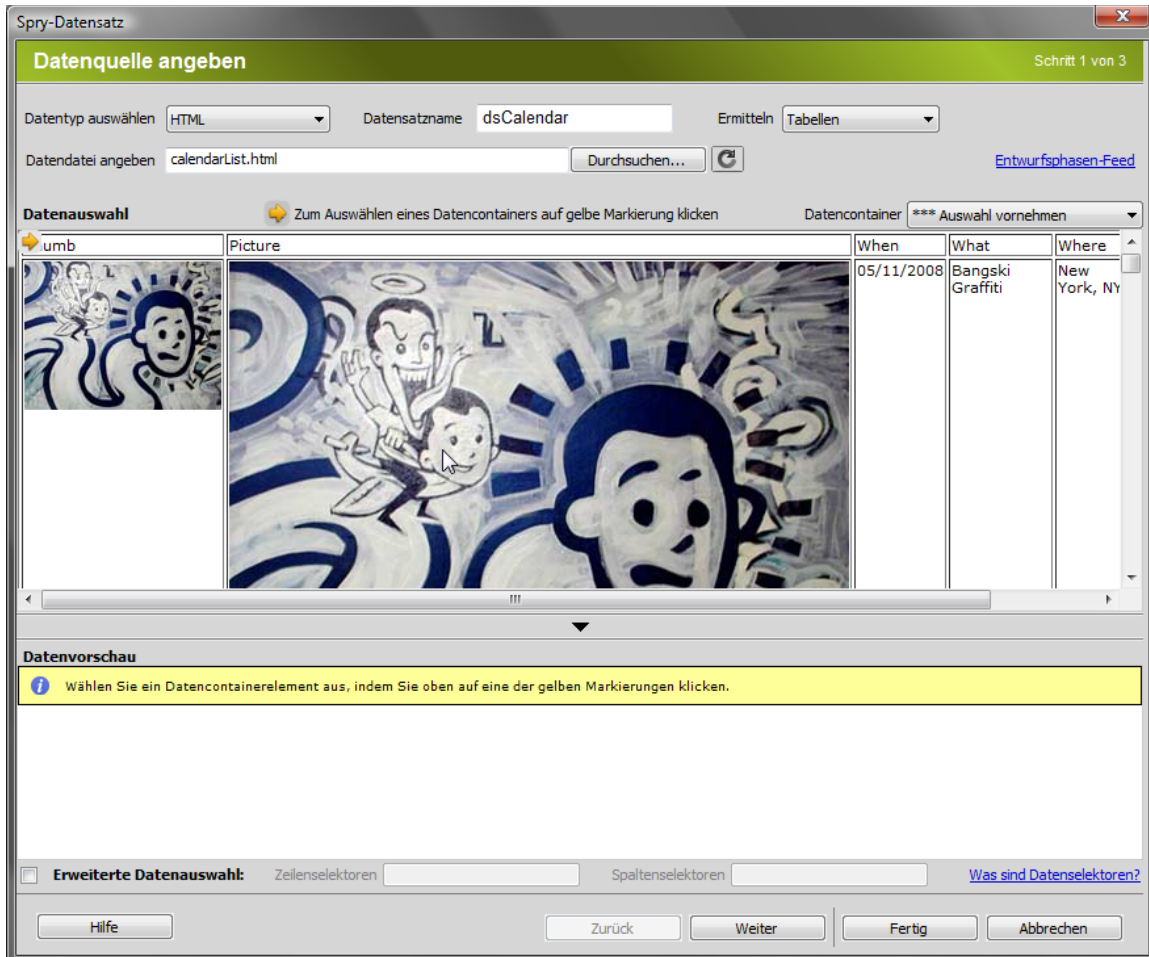 Spry-Datensatz
Datenquelle angeben
Schritt 1 von 3
Datentyp auswählen HTML Datensatzname dsCalendar Ermitteln Tabellen
Datendatei angeben calendarList.html Durchsuchen... Entwurfsphasen-Feed
Datenauswahl Zum Auswählen eines Datencontainers auf gelbe Markierung klicken Datencontainer *** Auswahl vornehmen
umb Picture When What Where
05/11/2008 Bangski New
Graffiti York, NY
Datenvorschau
Wählen Sie ein Datencontainerelement aus, indem Sie oben auf eine der gelben Markierungen klicken.
Erweiterte Datenauswahl: Zeilenselektoren Spaltenselektoren Was sind Datenselektoren?
Hilfe Zurück Weiter Fertig Abbrechen